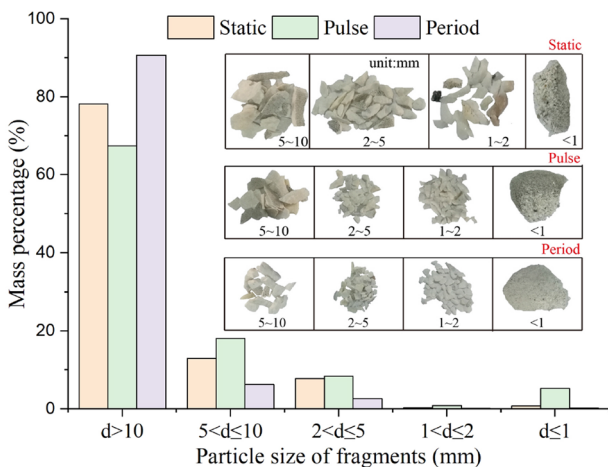 Static Pulse Period
Mass percentage (%)
100
80
60
40
20
0
Static
unit:mm
5~10 2~5 1~2 <1
Pulse
5~10 2~5 1~2 <1
Period
5~10 2~5 1~2 <1
d>10 5<d≤10 2<d≤5 1<d≤2 d≤1
Particle size of fragments (mm)